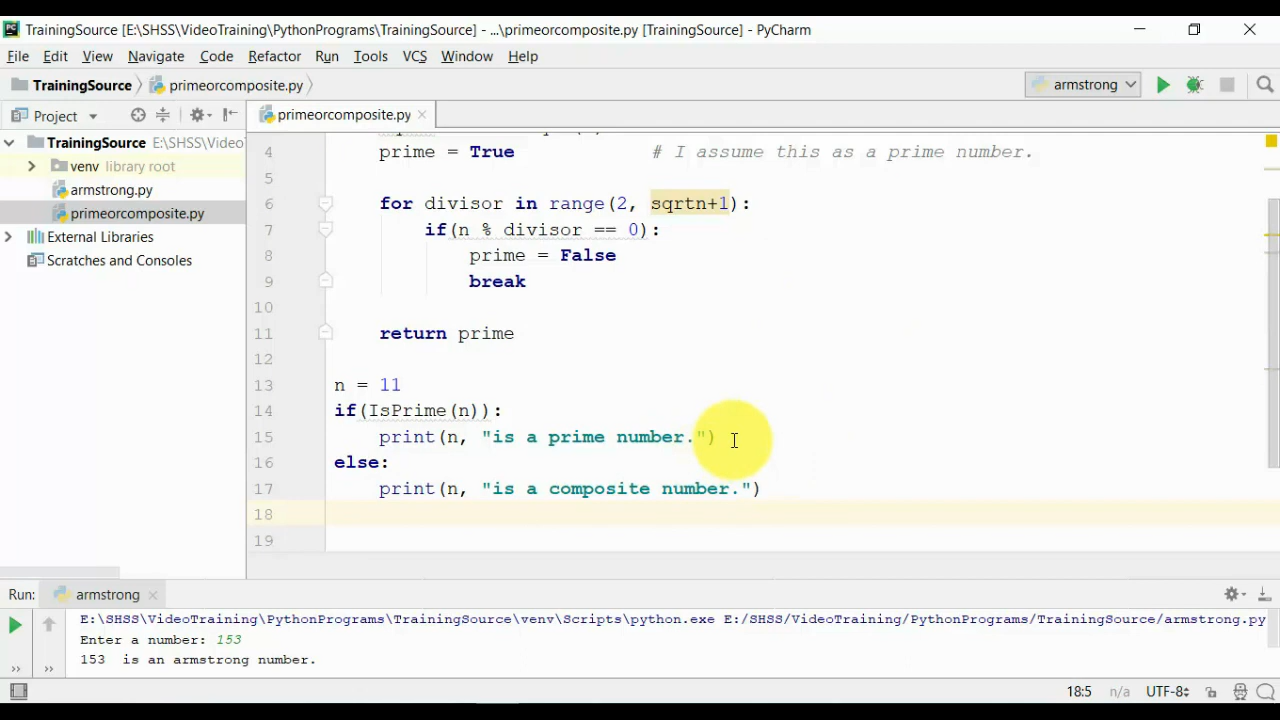 TrainingSource [E:\SHSS\VideoTraining\PythonPrograms\TrainingSource] - ...\primeorcomposite.py [TrainingSource] - PyCharm
File Edit View Navigate Code Refactor Run Tools VCS Window Help
TrainingSource primeorcomposite.py armstrong
Project primeorcomposite.py
TrainingSource E:\SHSS\Video
venv library root
armstrong.py
primeorcomposite.py
External Libraries
Scratches and Consoles
4 prime = True # I assume this as a prime number.
5
6 for divisor in range(2, sqrtn+1):
7 if(n % divisor == 0):
8 prime = False
9 break
10
11 return prime
12
13 n = 11
14 if(IsPrime(n)):
15 print(n, "is a prime number.")
16 else:
17 print(n, "is a composite number.")
18
19
Run: armstrong
E:\SHSS\VideoTraining\PythonPrograms\TrainingSource\venv\Scripts\python.exe E:/SHSS/VideoTraining/PythonPrograms/TrainingSource/armstrong.py
Enter a number: 153
153  is an armstrong number.
18:5 n/a UTF-8